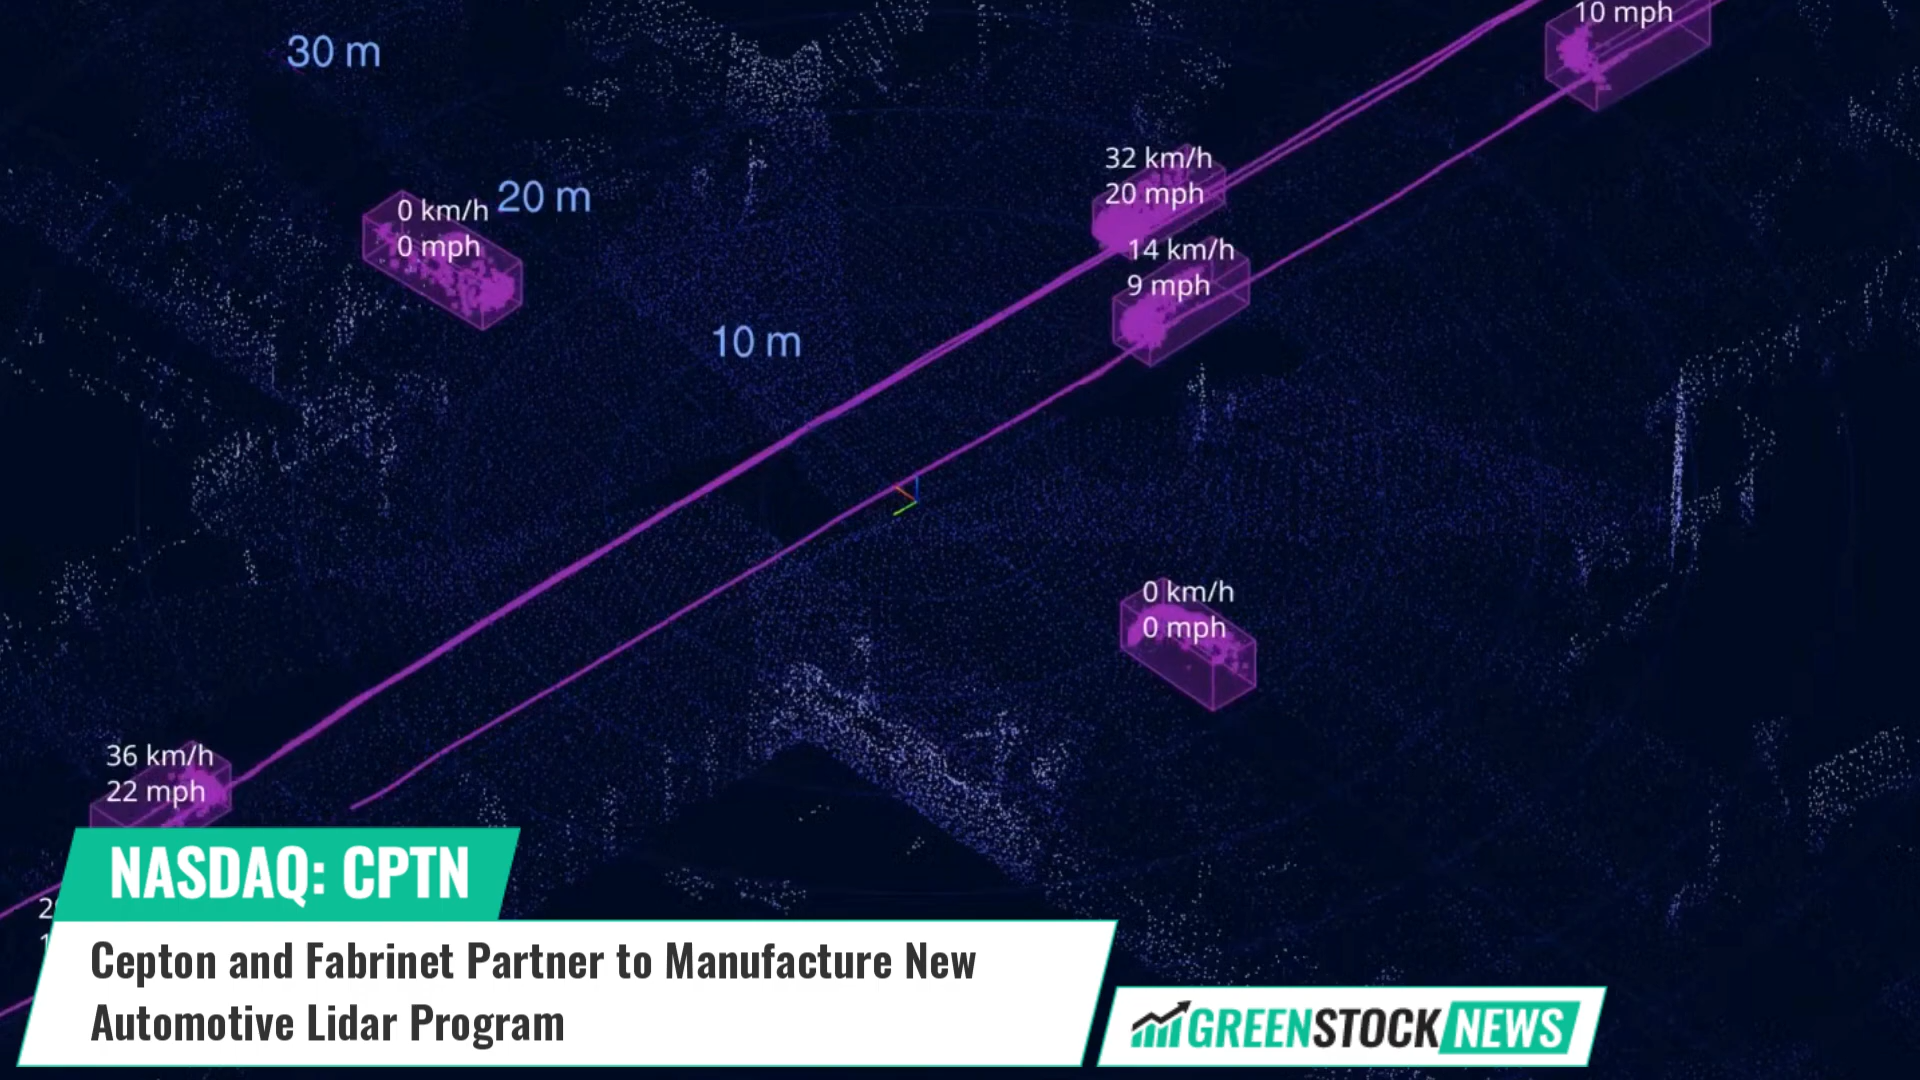 10 mph
30 m
32 km/h
20 mph
0 km/h
0 mph
20 m
14 km/h
9 mph
10 m
0 km/h
0 mph
36 km/h
22 mph
NASDAQ: CPTN
Cepton and Fabrinet Partner to Manufacture New
Automotive Lidar Program
GREENSTOCK NEWS